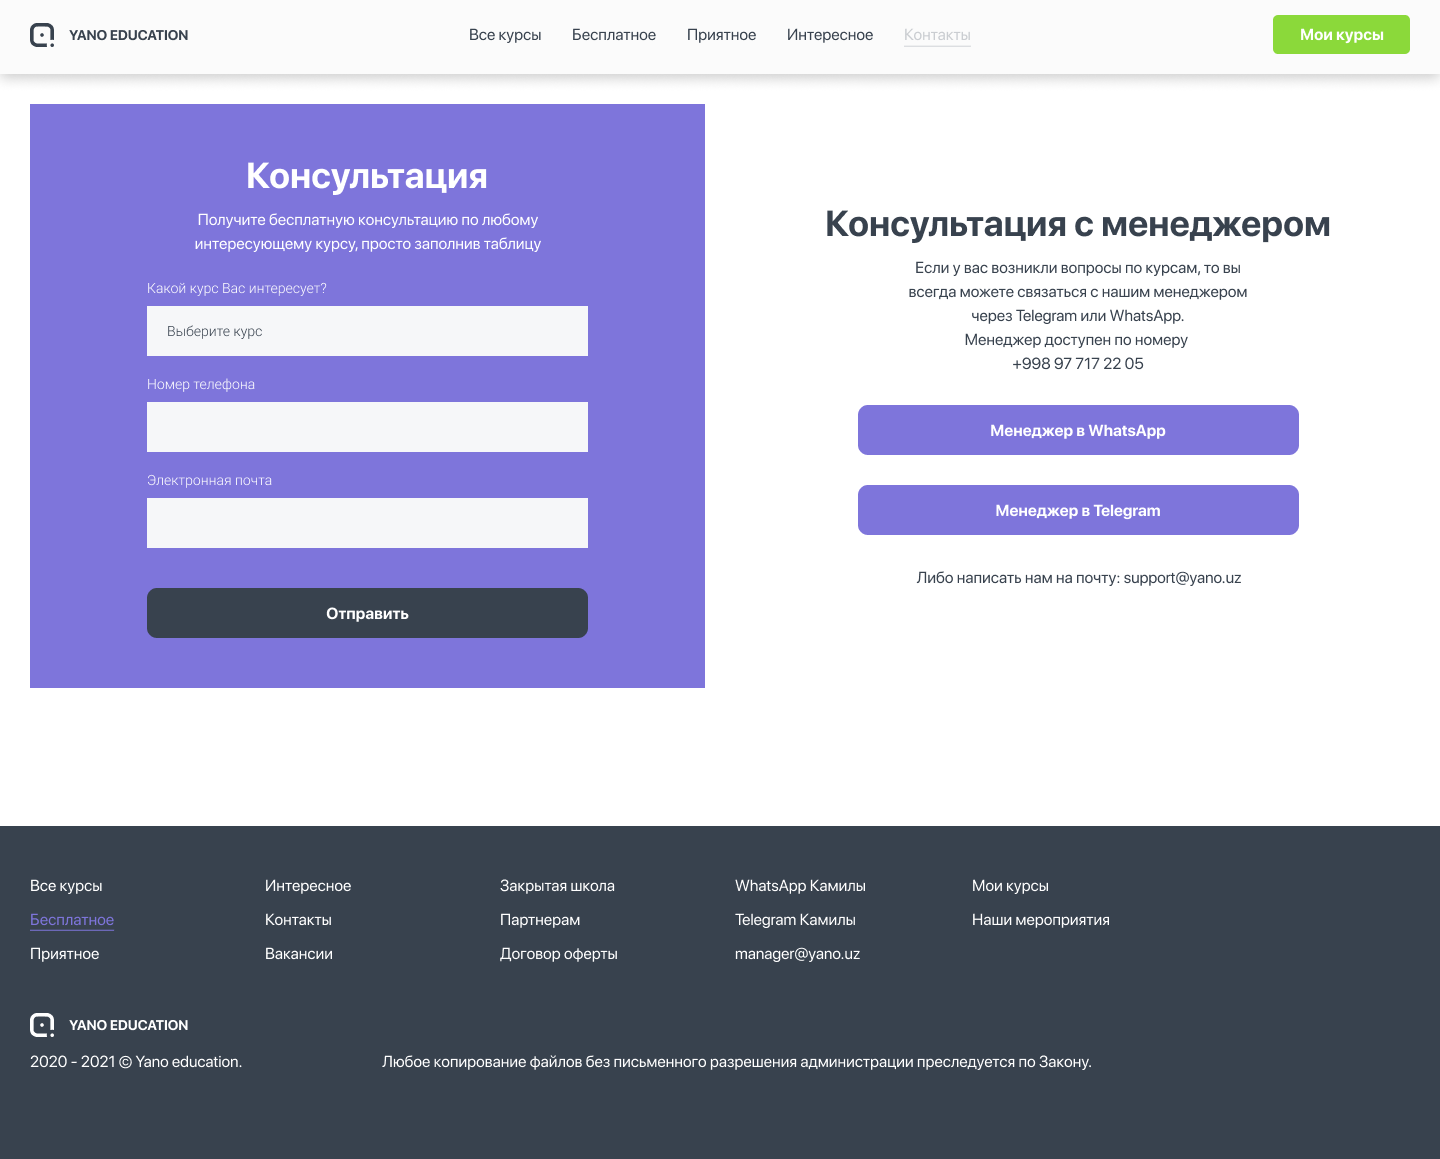 YANO EDUCATION
Все курсы
Бесплатное
Приятное
Интересное
Контакты
Мои курсы
Консультация
Получите бесплатную консультацию по любому
интересующему курсу, просто заполнив таблицу
Какой курс Вас интересует?
Выберите курс
Номер телефона
Электронная почта
Отправить
Консультация с менеджером
Если у вас возникли вопросы по курсам, то вы
всегда можете связаться с нашим менеджером
через Telegram или WhatsApp.
Менеджер доступен по номеру
+998 97 717 22 05
Менеджер в WhatsApp
Менеджер в Telegram
Либо написать нам на почту: support@yano.uz
Все курсы
Бесплатное
Приятное
Интересное
Контакты
Вакансии
Закрытая школа
Партнерам
Договор оферты
WhatsApp Камилы
Telegram Камилы
manager@yano.uz
Мои курсы
Наши мероприятия
YANO EDUCATION
2020 - 2021 © Yano education.
Любое копирование файлов без письменного разрешения администрации преследуется по Закону.